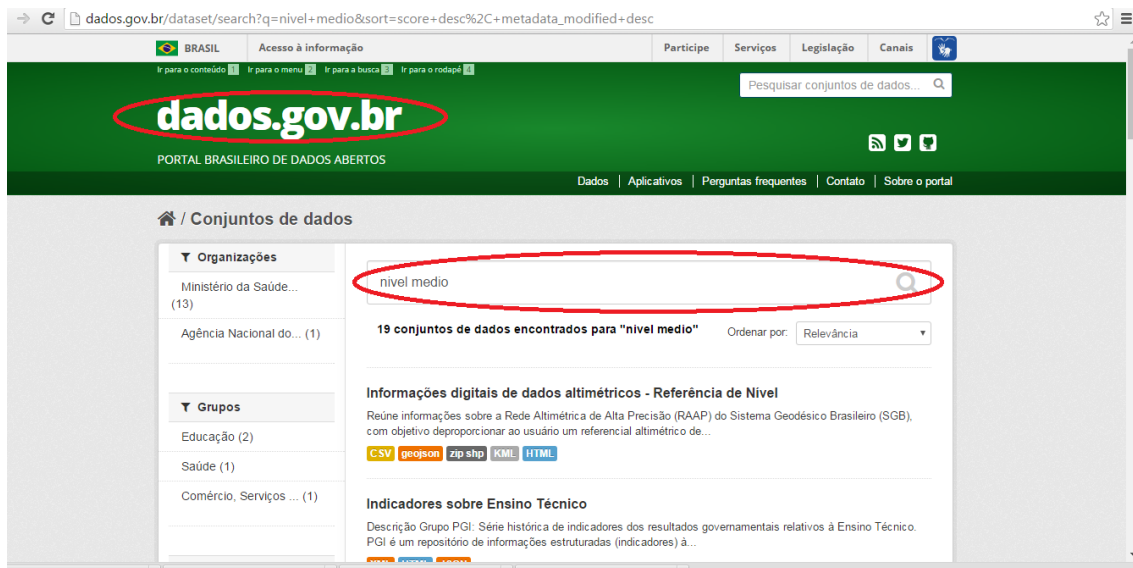 dados.gov.br/dataset/search?q=nivel+medio&sort=score+desc%2C+metadata_modified+desc
BRASIL Acesso à informação Participe Serviços Legislação Canais
Ir para o conteúdo 1 Ir para o menu 2 Ir para a busca 3 Ir para o rodapé 4
Pesquisar conjuntos de dados...
dados.gov.br
PORTAL BRASILEIRO DE DADOS ABERTOS
Dados | Aplicativos | Perguntas frequentes | Contato | Sobre o portal
/ Conjuntos de dados
Organizações
Ministério da Saúde...
(13)
Agência Nacional do... (1)
Grupos
Educação (2)
Saúde (1)
Comércio, Serviços ... (1)
nivel medio
19 conjuntos de dados encontrados para "nivel medio" Ordenar por: Relevância
Informações digitais de dados altimétricos - Referência de Nivel
Reúne informações sobre a Rede Altimétrica de Alta Precisão (RAAP) do Sistema Geodésico Brasileiro (SGB),
com objetivo deproporcionar ao usuário um referencial altimétrico de...
CSV geojson zip shp KML HTML
Indicadores sobre Ensino Técnico
Descrição Grupo PGI: Série histórica de indicadores dos resultados governamentais relativos à Ensino Técnico.
PGI é um repositório de informações estruturadas (indicadores) à...